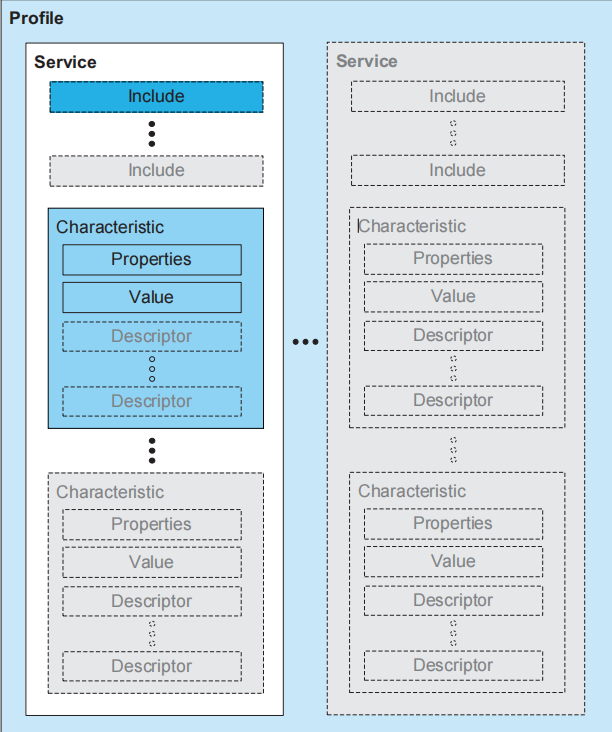 Profile
Service
Include
Include
Characteristic
Properties
Value
Descriptor
Descriptor
Characteristic
Properties
Value
Descriptor
Descriptor
Service
Include
Include
Characteristic
Properties
Value
Descriptor
Descriptor
Characteristic
Properties
Value
Descriptor
Descriptor